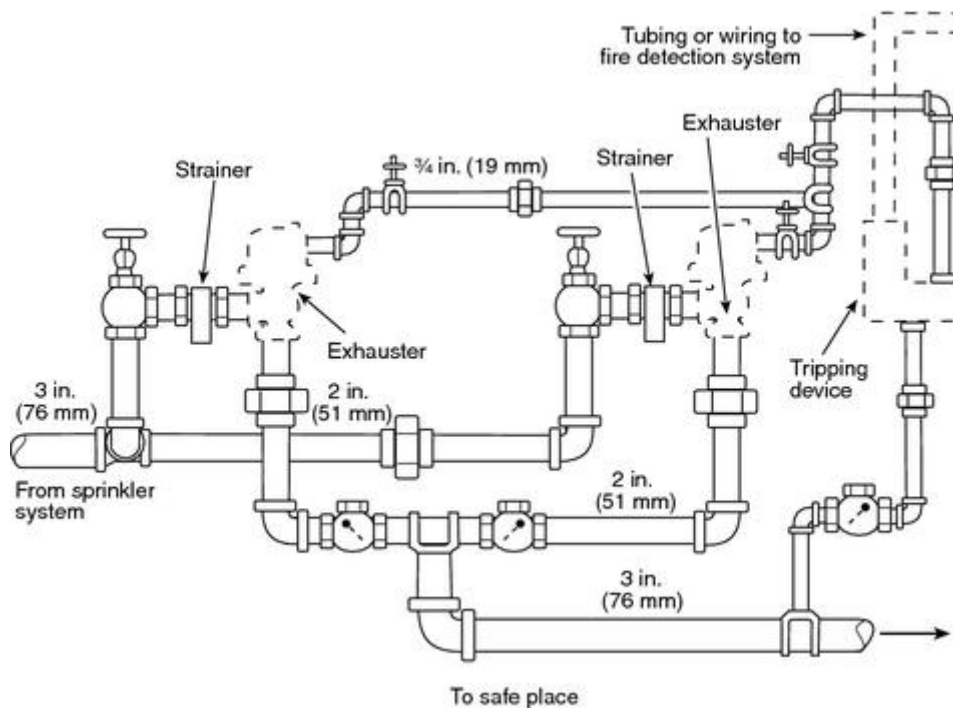 Tubing or wiring to
fire detection system
Exhauster
Strainer
¾ in. (19 mm)
Strainer
Exhauster
Tripping
device
3 in.
(76 mm)
2 in.
(51 mm)
From sprinkler
system
2 in.
(51 mm)
3 in.
(76 mm)
To safe place